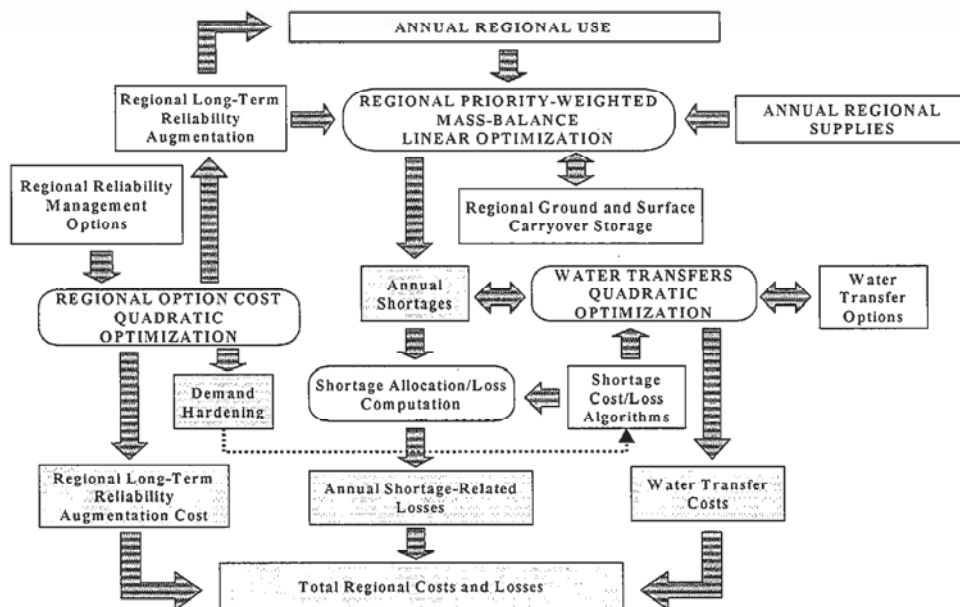 ANNUAL REGIONAL USE
Regional Long-Term
Reliability
Augmentation
REGIONAL PRIORITY-WEIGHTED
MASS-BALANCE
LINEAR OPTIMIZATION
ANNUAL REGIONAL
SUPPLIES
Regional Reliability
Management
Options
Regional Ground and Surface
Carryover Storage
Annual
Shortages
WATER TRANSFERS
QUADRATIC
OPTIMIZATION
Water
Transfer
Options
REGIONAL OPTION COST
QUADRATIC
OPTIMIZATION
Demand
Hardening
Shortage Allocation/Loss
Computation
Shortage
Cost/Loss
Algorithms
Regional Long-Term
Reliability
Augmentation Cost
Annual Shortage-Related
Losses
Water Transfer
Costs
Total Regional Costs and Losses